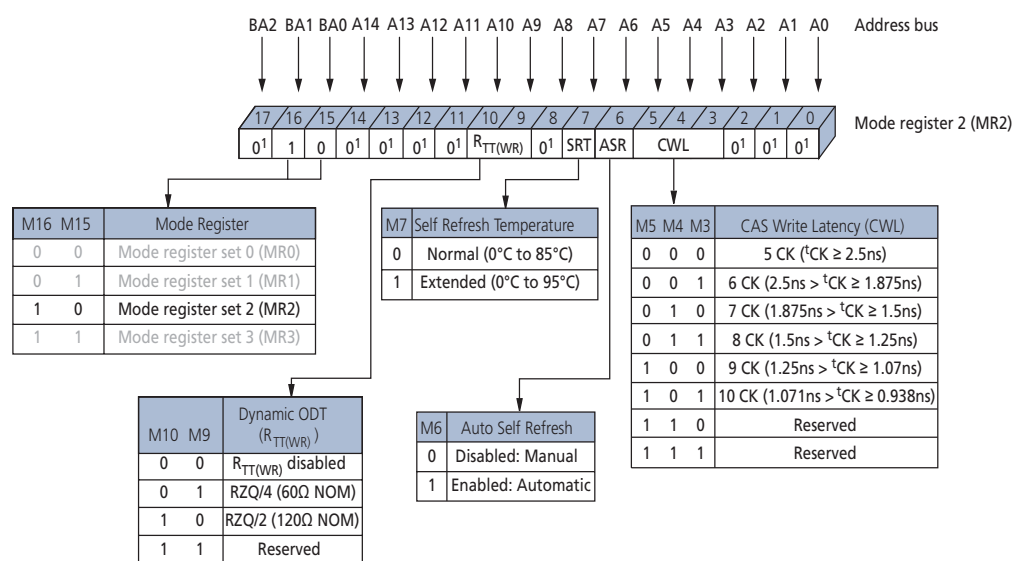 BA2 BA1 BA0 A14 A13 A12 A11 A10 A9 A8 A7 A6 A5 A4 A3 A2 A1 A0 Address bus
17 16 15 14 13 12 11 10 9 8 7 6 5 4 3 2 1 0 Mode register 2 (MR2)
0¹ 1 0 0¹ 0¹ 0¹ 0¹ RTT(WR) 0¹ SRT ASR CWL 0¹ 0¹ 0¹
M16 M15 Mode Register
0 0 Mode register set 0 (MR0)
0 1 Mode register set 1 (MR1)
1 0 Mode register set 2 (MR2)
1 1 Mode register set 3 (MR3)
M7 Self Refresh Temperature
0 Normal (0°C to 85°C)
1 Extended (0°C to 95°C)
M5 M4 M3 CAS Write Latency (CWL)
0 0 0 5 CK (ᵗCK ≥ 2.5ns)
0 0 1 6 CK (2.5ns > ᵗCK ≥ 1.875ns)
0 1 0 7 CK (1.875ns > ᵗCK ≥ 1.5ns)
0 1 1 8 CK (1.5ns > ᵗCK ≥ 1.25ns)
1 0 0 9 CK (1.25ns > ᵗCK ≥ 1.07ns)
1 0 1 10 CK (1.071ns > ᵗCK ≥ 0.938ns)
1 1 0 Reserved
1 1 1 Reserved
M10 M9 Dynamic ODT
(RTT(WR) )
0 0 RTT(WR) disabled
0 1 RZQ/4 (60Ω NOM)
1 0 RZQ/2 (120Ω NOM)
1 1 Reserved
M6 Auto Self Refresh
0 Disabled: Manual
1 Enabled: Automatic